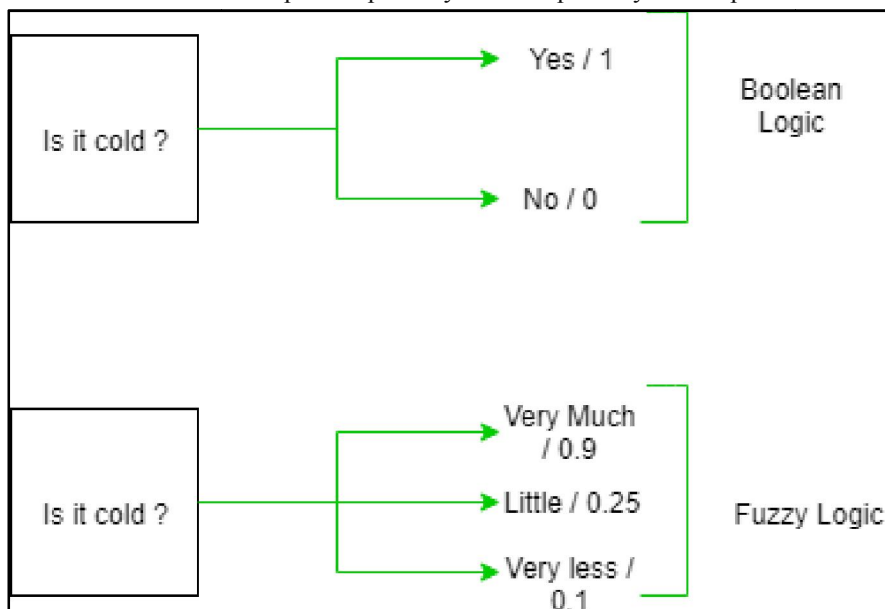 Is it cold ?
Yes / 1
No / 0
Boolean
Logic
Is it cold ?
Very Much
/ 0.9
Little / 0.25
Very less /
0.1
Fuzzy Logic